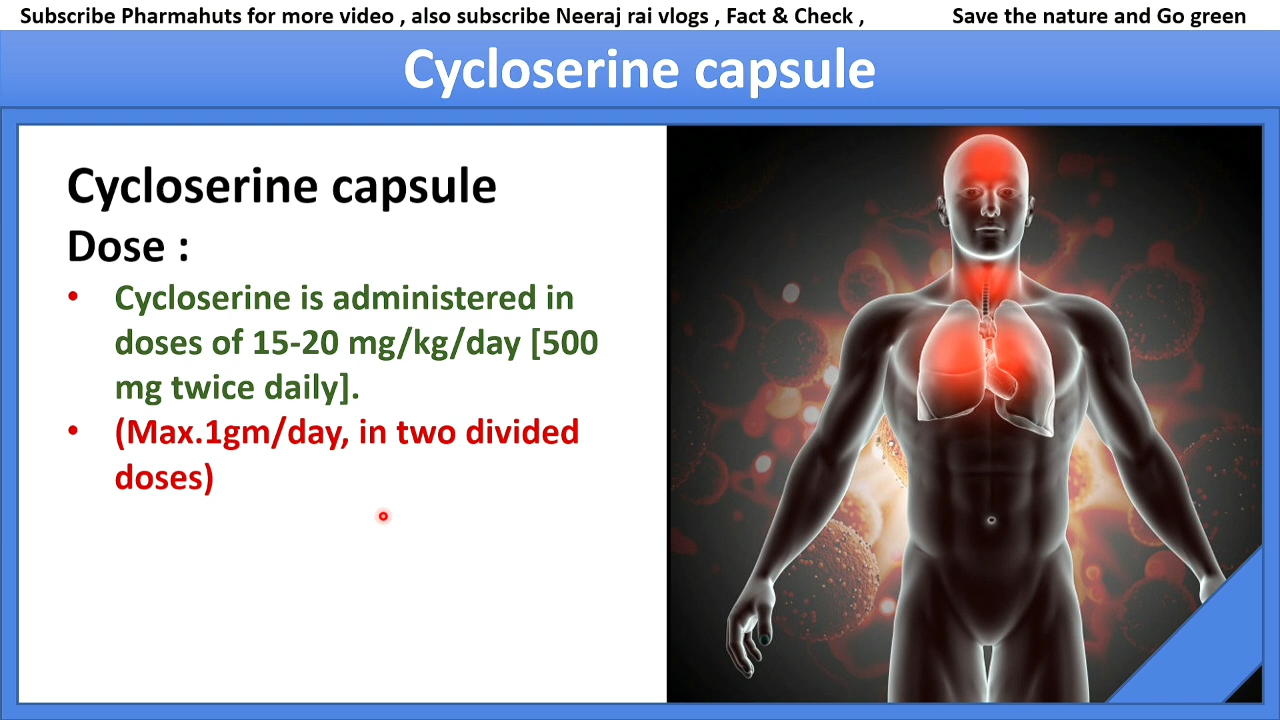 Subscribe Pharmahuts for more video , also subscribe Neeraj rai vlogs , Fact & Check , Save the nature and Go green
Cycloserine capsule
Cycloserine capsule
Dose :
• Cycloserine is administered in
doses of 15-20 mg/kg/day [500
mg twice daily].
• (Max.1gm/day, in two divided
doses)